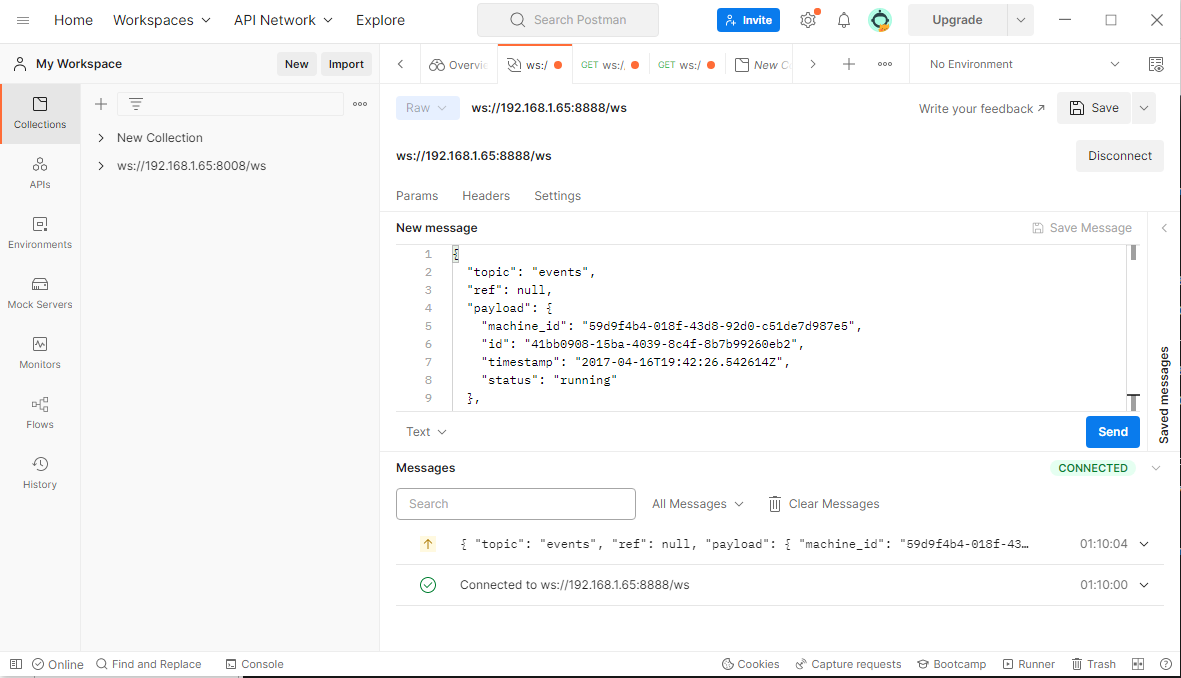 Home Workspaces API Network Explore Search Postman Invite Upgrade
My Workspace New Import Overvie ws:/ GET ws:/ GET ws:/ New C No Environment
Collections
APIs
Environments
Mock Servers
Monitors
Flows
History
New Collection
ws://192.168.1.65:8008/ws
Raw ws://192.168.1.65:8888/ws Write your feedback Save
ws://192.168.1.65:8888/ws Disconnect
Params Headers Settings
New message Save Message
1 {
2 "topic": "events",
3 "ref": null,
4 "payload": {
5 "machine_id": "59d9f4b4-018f-43d8-92d0-c51de7d987e5",
6 "id": "41bb0908-15ba-4039-8c4f-8b7b99260eb2",
7 "timestamp": "2017-04-16T19:42:26.542614Z",
8 "status": "running"
9 },
Saved messages
Text Send
Messages CONNECTED
Search All Messages Clear Messages
{ "topic": "events", "ref": null, "payload": { "machine_id": "59d9f4b4-018f-43… 01:10:04
Connected to ws://192.168.1.65:8888/ws 01:10:00
Online Find and Replace Console Cookies Capture requests Bootcamp Runner Trash